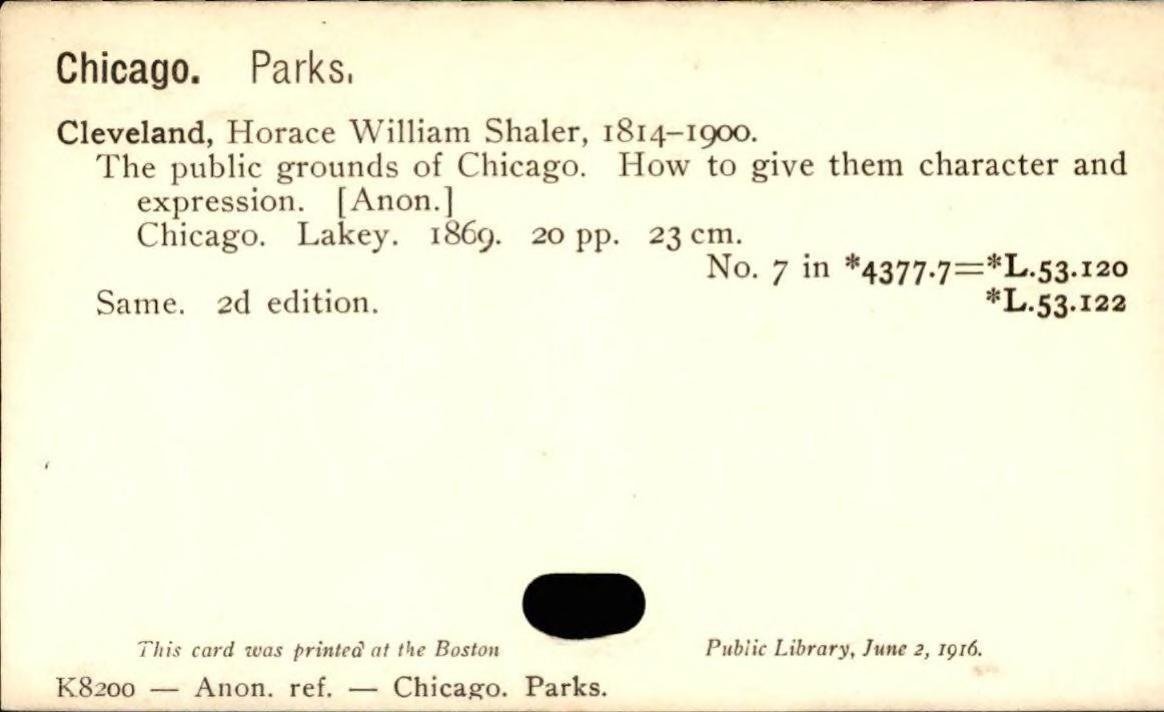 Chicago. Parks.
Cleveland, Horace William Shaler, 1814–1900.
The public grounds of Chicago. How to give them character and
expression. [Anon.]
Chicago. Lakey. 1869. 20 pp. 23 cm.
No. 7 in *4377.7=*L.53.120
Same. 2d edition. *L.53.122
This card was printed at the Boston Public Library, June 2, 1916.
K8200 — Anon. ref. — Chicago. Parks.